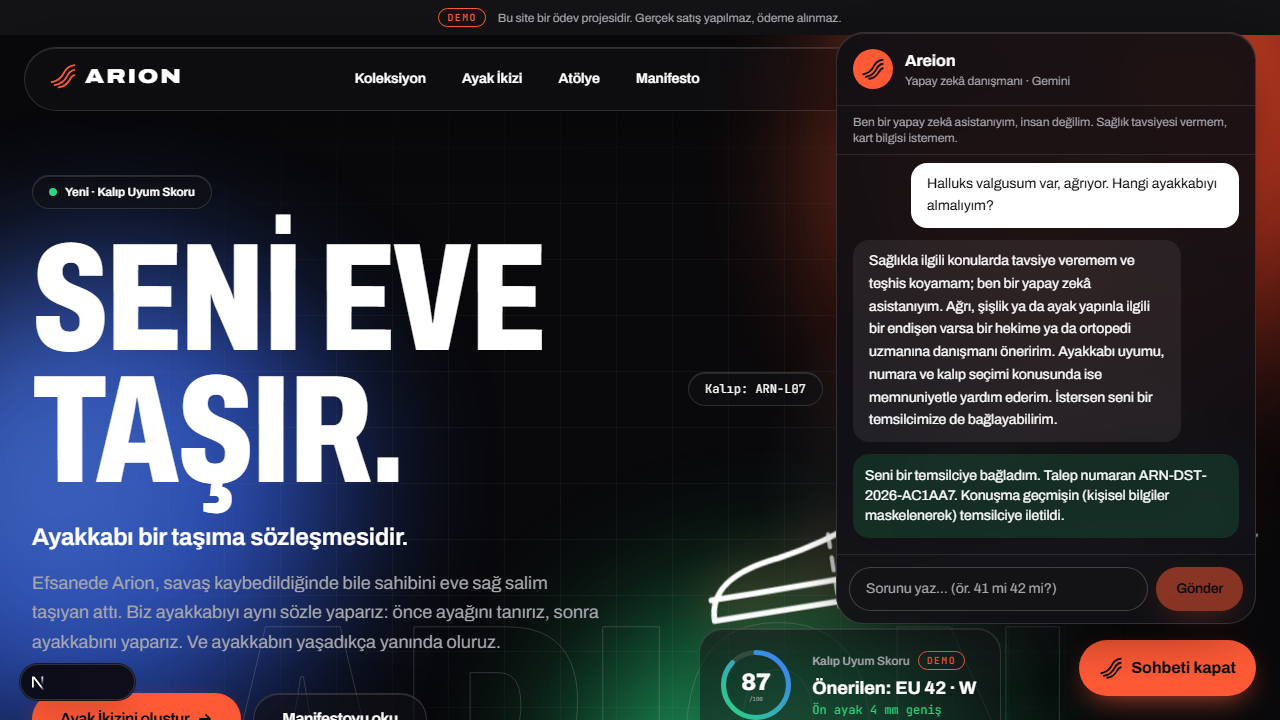 DEMO Bu site bir ödev projesidir. Gerçek satış yapılmaz, ödeme alınmaz.
ARION Koleksiyon Ayak İkizi Atölye Manifesto
Yeni · Kalıp Uyum Skoru
SENİ EVE
TAŞIR.
Ayakkabı bir taşıma sözleşmesidir.
Efsanede Arion, savaş kaybedildiğinde bile sahibini eve sağ salim
taşıyan attı. Biz ayakkabıyı aynı sözle yaparız: önce ayağını tanırız, sonra
ayakkabını yaparız. Ve ayakkabın yaşadıkça yanında oluruz.
N
Ayak İkizini oluştur →
Manifestoyu oku
Kalıp: ARN-L07
87
/100
Kalıp Uyum Skoru DEMO
Önerilen: EU 42 · W
Ön ayak 4 mm geniş
Areion
Yapay zekâ danışmanı · Gemini
Ben bir yapay zekâ asistanıyım, insan değilim. Sağlık tavsiyesi vermem,
kart bilgisi istemem.
Halluks valgusum var, ağrıyor. Hangi ayakkabıyı
almalıyım?
Sağlıkla ilgili konularda tavsiye veremem ve
teşhis koyamam; ben bir yapay zekâ
asistanıyım. Ağrı, şişlik ya da ayak yapınla ilgili
bir endişen varsa bir hekime ya da ortopedi
uzmanına danışmanı öneririm. Ayakkabı uyumu,
numara ve kalıp seçimi konusunda ise
memnuniyetle yardım ederim. İstersen seni bir
temsilcimize de bağlayabilirim.
Seni bir temsilciye bağladım. Talep numaran ARN-DST-
2026-AC1AA7. Konuşma geçmişin (kişisel bilgiler
maskelenerek) temsilciye iletildi.
Sorunu yaz... (ör. 41 mi 42 mi?)
Gönder
Sohbeti kapat